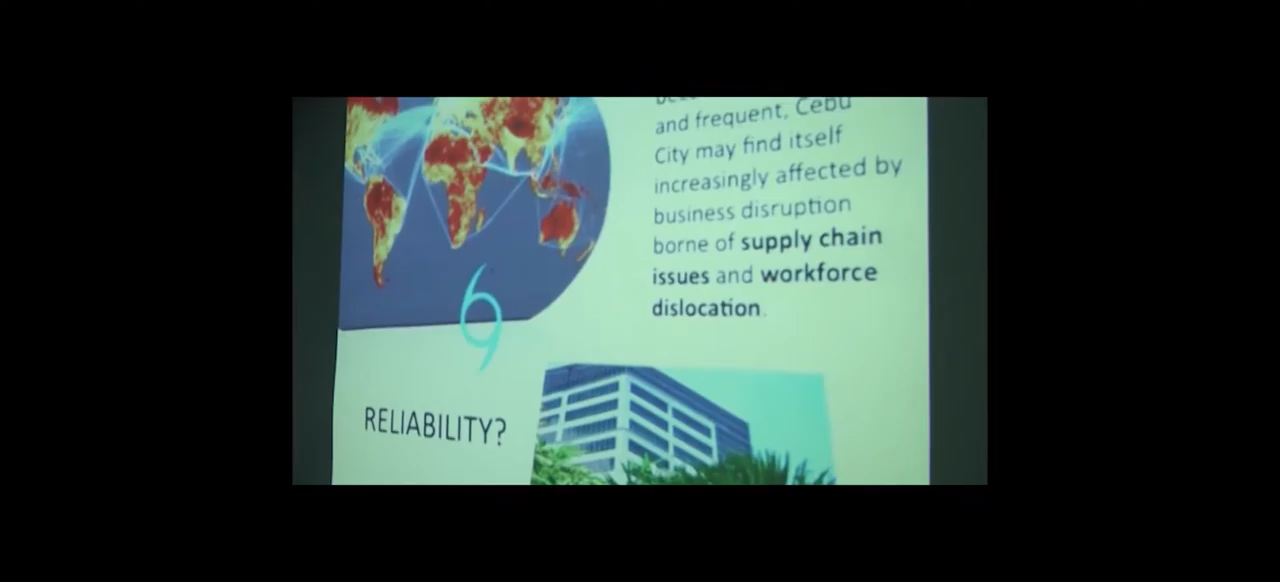 and frequent, Cebu
City may find itself
increasingly affected by
business disruption
borne of supply chain
issues and workforce
dislocation.
RELIABILITY?